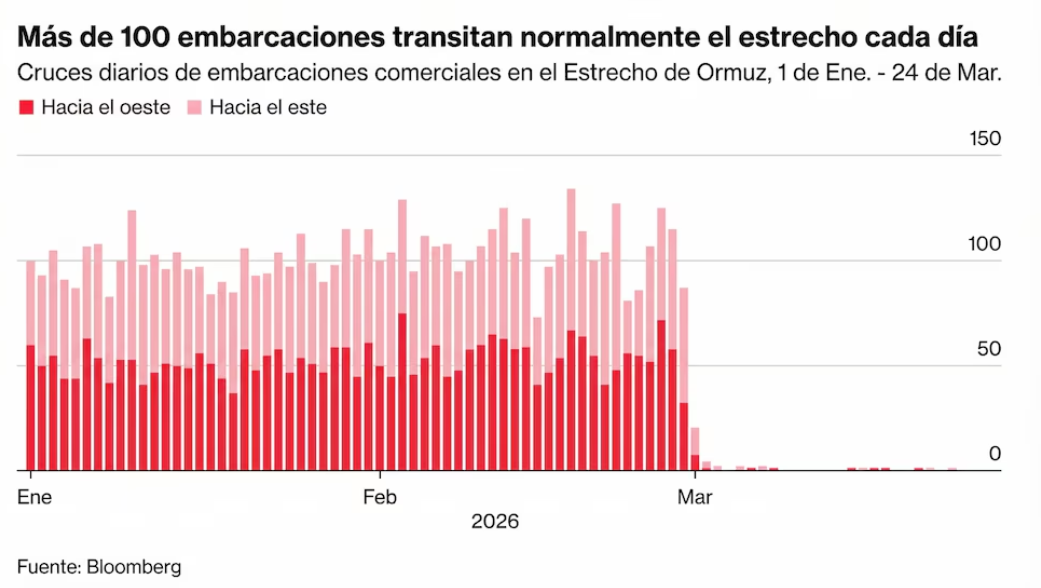 Más de 100 embarcaciones transitan normalmente el estrecho cada día
Cruces diarios de embarcaciones comerciales en el Estrecho de Ormuz, 1 de Ene. - 24 de Mar.
Hacia el oeste Hacia el este
150
100
50
0
Ene Feb Mar
2026
Fuente: Bloomberg